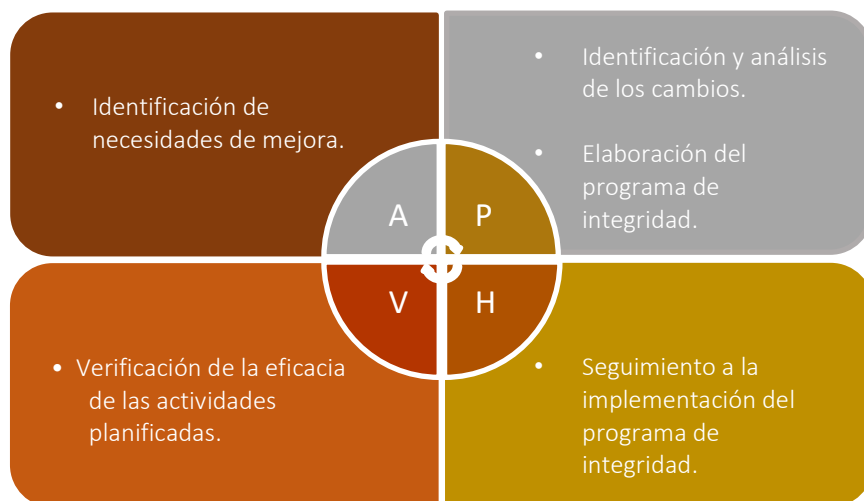 • Identificación de
necesidades de mejora.
• Identificación y análisis
de los cambios.
• Elaboración del
programa de
integridad.
A
P
V
H
• Verificación de la eficacia
de las actividades
planificadas.
• Seguimiento a la
implementación del
programa de
integridad.